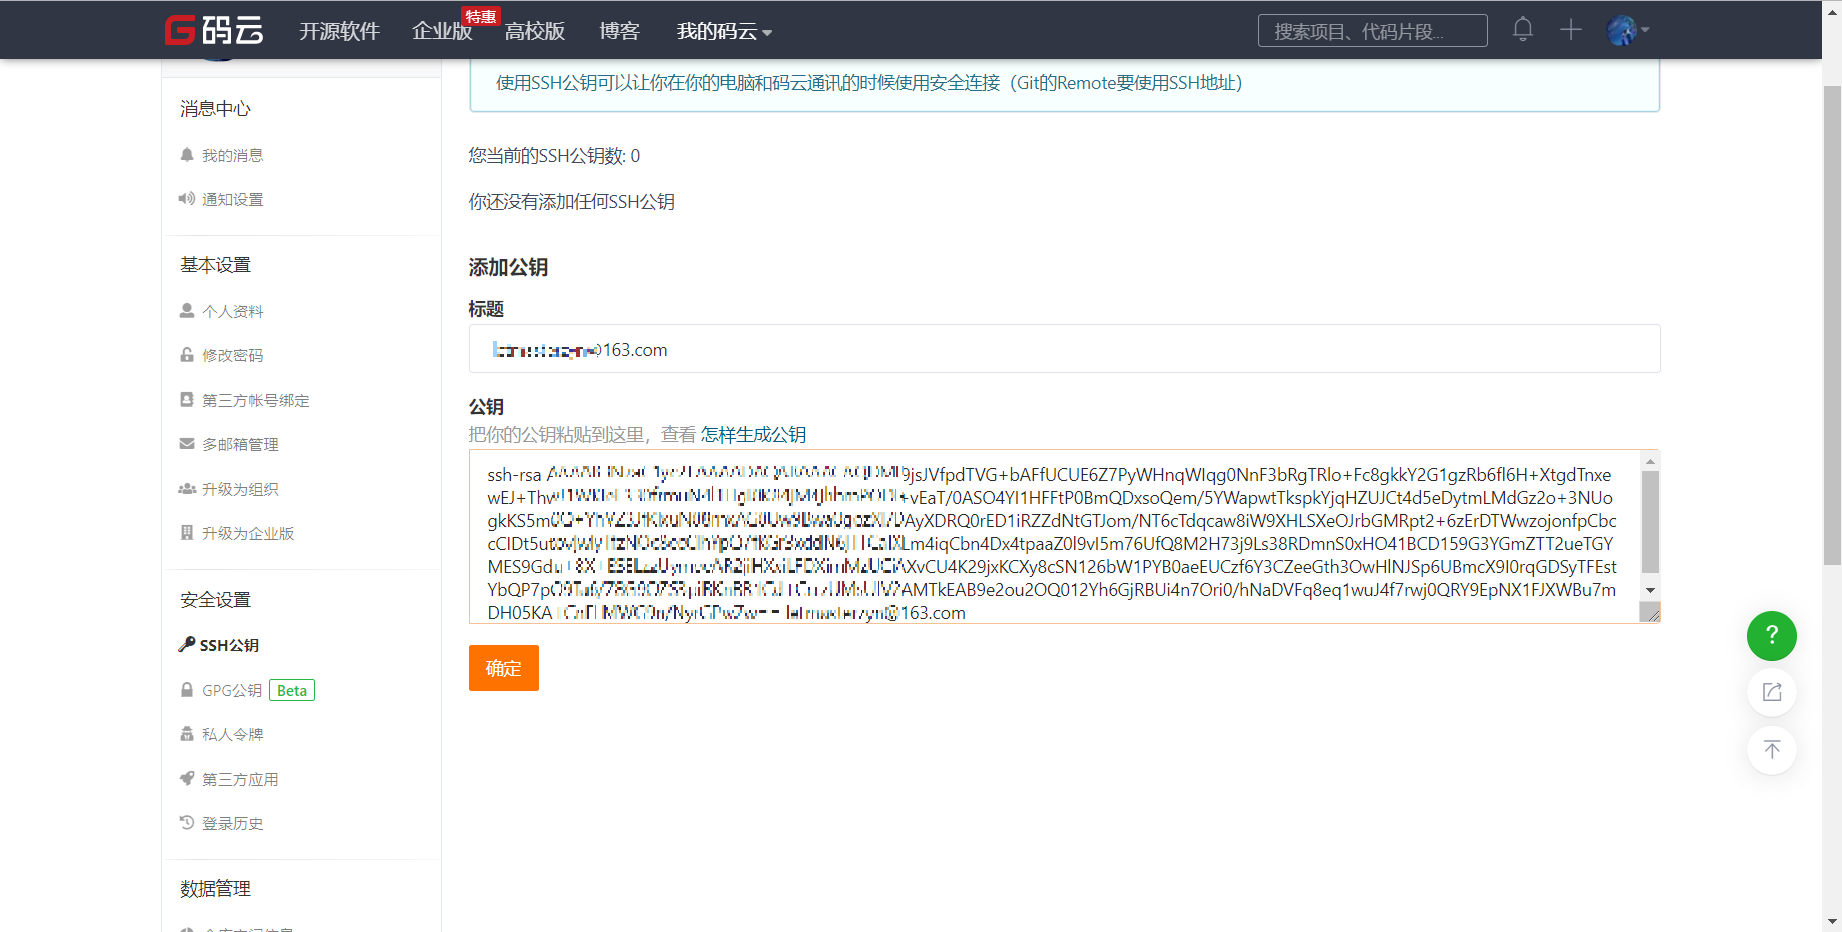 码云
开源软件
企业版
特惠
高校版
博客
我的码云
搜索项目、代码片段...
消息中心
我的消息
通知设置
基本设置
个人资料
修改密码
第三方帐号绑定
多邮箱管理
升级为组织
升级为企业版
安全设置
SSH公钥
GPG公钥 Beta
私人令牌
第三方应用
登录历史
数据管理
使用SSH公钥可以让你在你的电脑和码云通讯的时候使用安全连接（Git的Remote要使用SSH地址）
您当前的SSH公钥数: 0
你还没有添加任何SSH公钥
添加公钥
标题
@163.com
公钥
把你的公钥粘贴到这里，查看 怎样生成公钥
ssh-rsa 9jsJVfpdTVG+bAFfUCUE6Z7PyWHnqWIqg0NnF3bRgTRlo+Fc8gkkY2G1gzRb6fl6H+XtgdTnxe
wEJ+Thw +vEaT/0ASO4YI1HFFtP0BmQDxsoQem/5YWapwtTkspkYjqHZUJCt4d5eDytmLMdGz2o+3NUo
gkKS5m AyXDRQ0rED1iRZZdNtGTJom/NT6cTdqcaw8iW9XHLSXeOJrbGMRpt2+6zErDTWwzojonfpCbc
cCIDt5ut Lm4iqCbn4Dx4tpaaZ0l9vI5m76UfQ8M2H73j9Ls38RDmnS0xHO41BCD159G3YGmZTT2ueTGY
MES9Gd XvCU4K29jxKCXy8cSN126bW1PYB0aeEUCzf6Y3CZeeGth3OwHlNJSp6UBmcX9I0rqGDSyTFEst
YbQP7p AMTkEAB9e2ou2OQ012Yh6GjRBUi4n7Ori0/hNaDVFq8eq1wuJ4f7rwj0QRY9EpNX1FJXWBu7m
DH05KA @163.com
确定
?